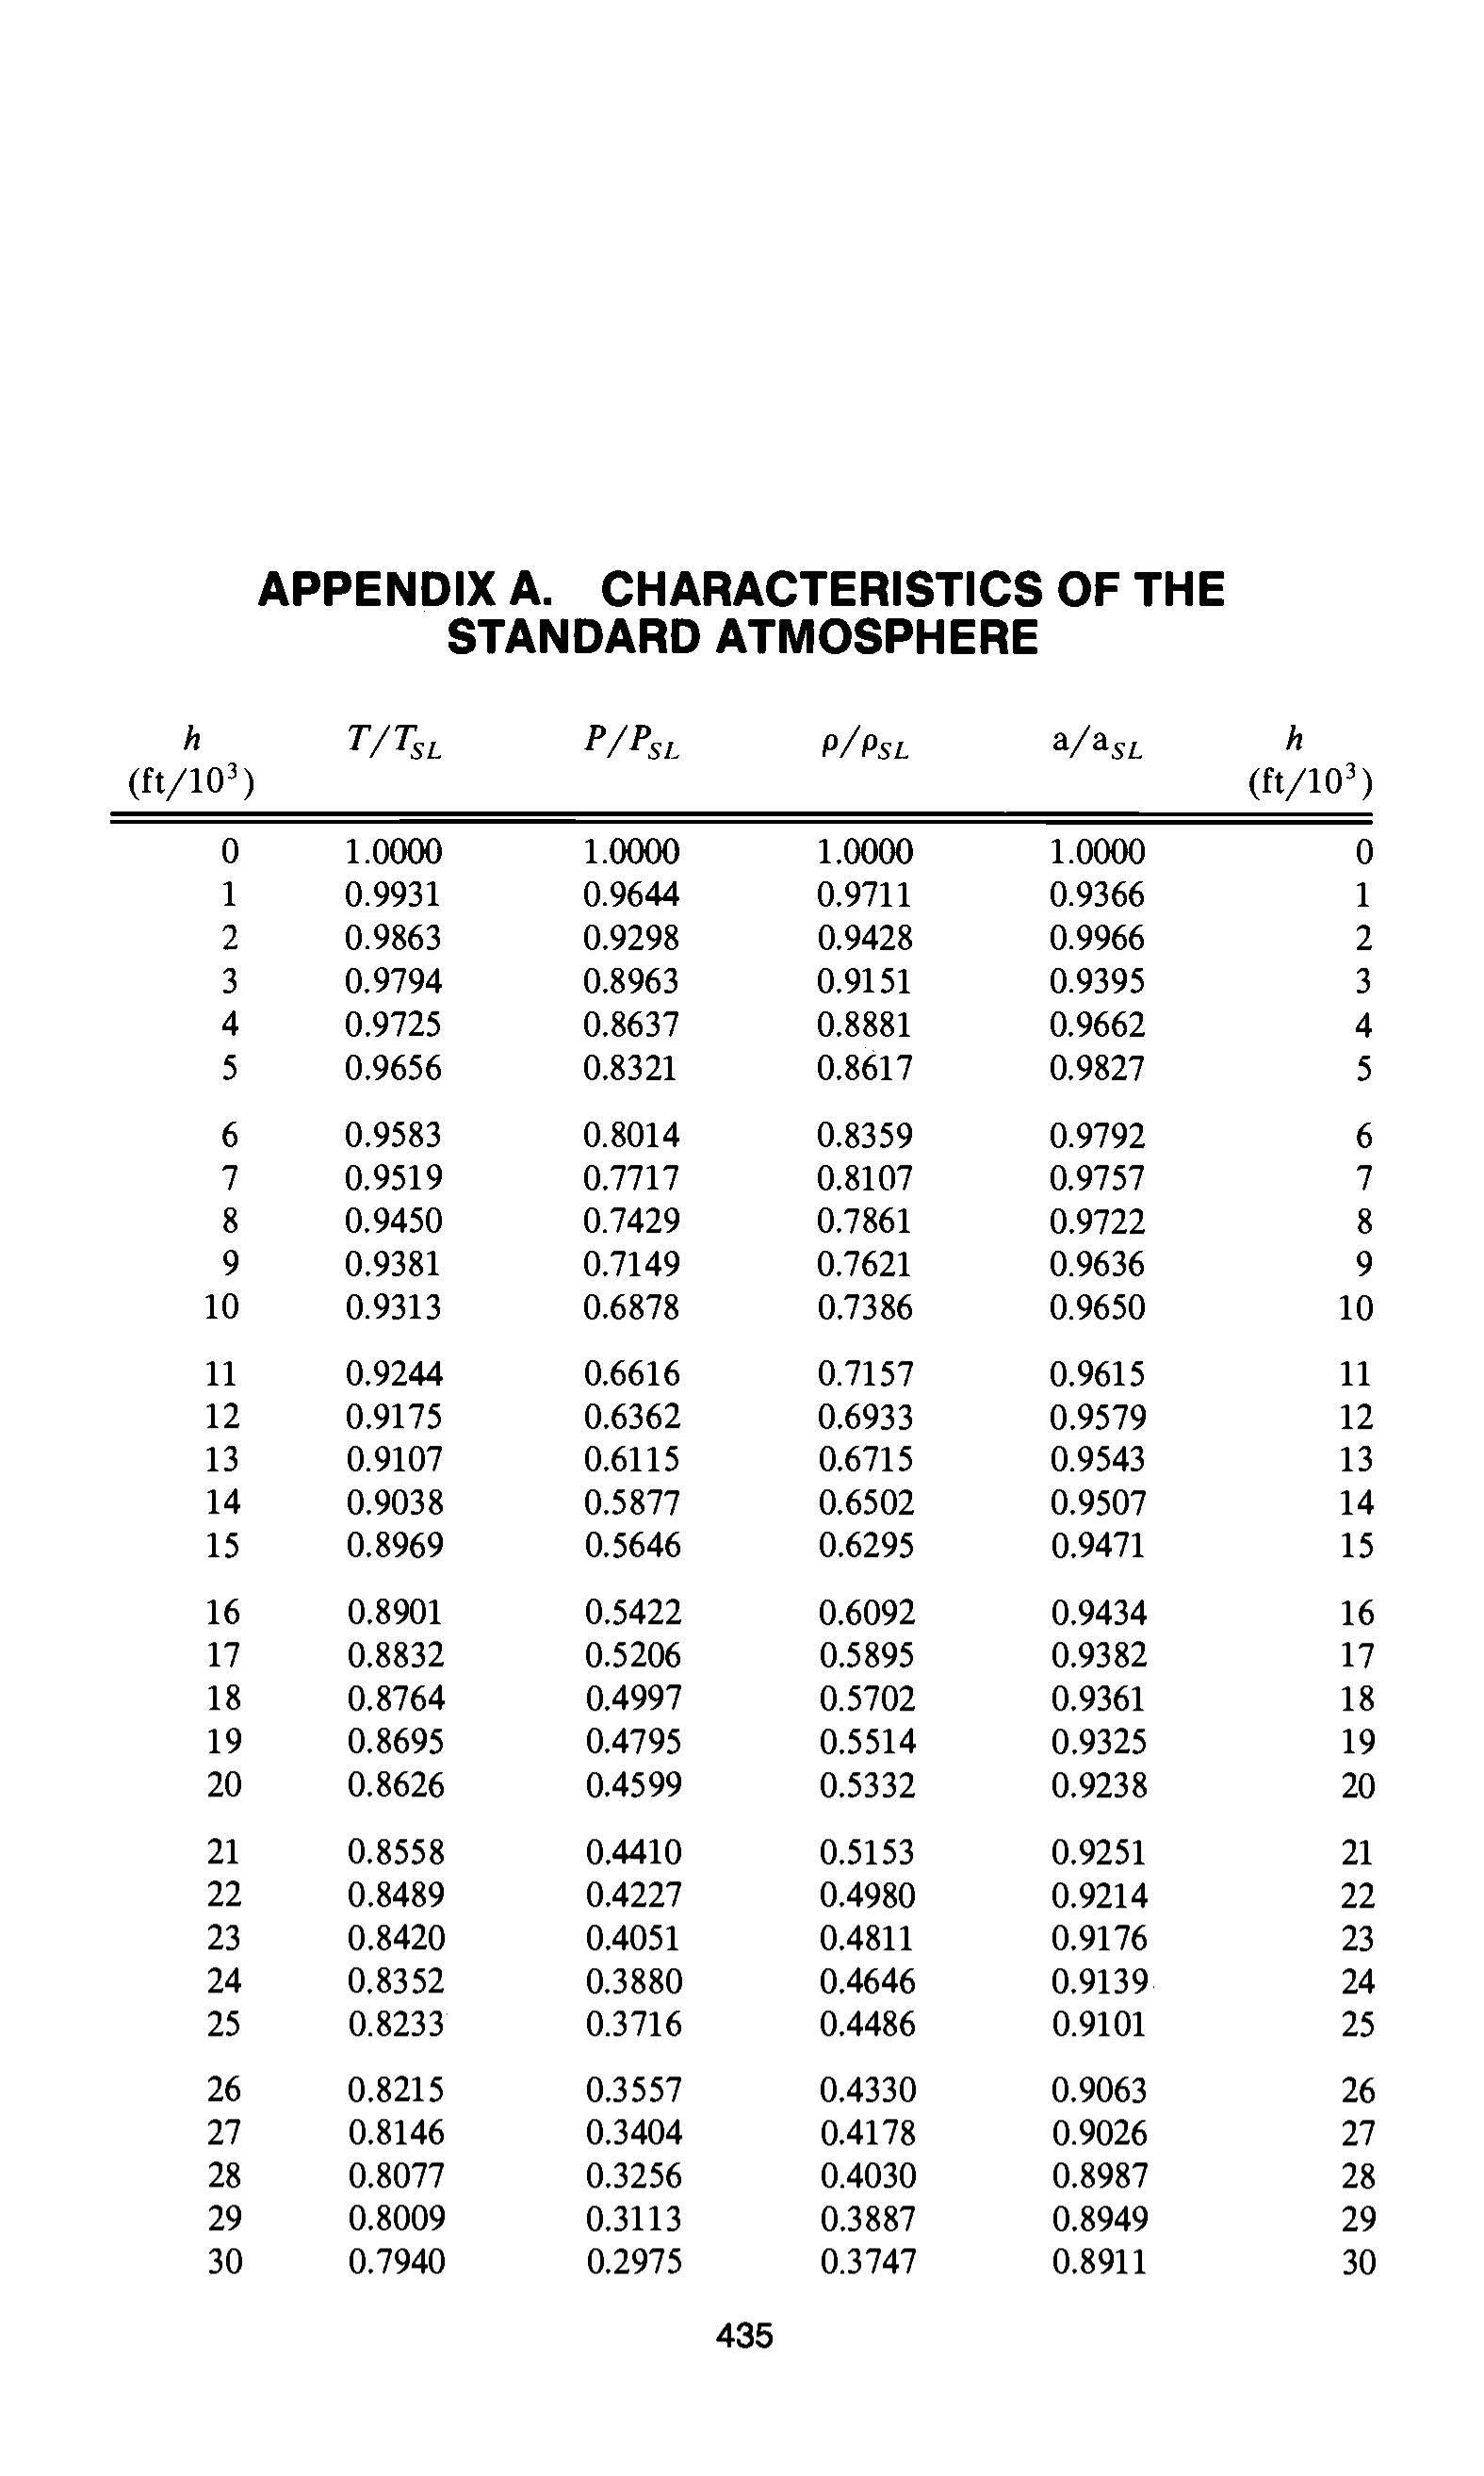 APPENDIX A. CHARACTERISTICS OF THE
STANDARD ATMOSPHERE
h T/TSL P/PSL ρ/ρSL a/aSL h
(ft/10³) (ft/10³)
0 1.0000 1.0000 1.0000 1.0000 0
1 0.9931 0.9644 0.9711 0.9366 1
2 0.9863 0.9298 0.9428 0.9966 2
3 0.9794 0.8963 0.9151 0.9395 3
4 0.9725 0.8637 0.8881 0.9662 4
5 0.9656 0.8321 0.8617 0.9827 5
6 0.9583 0.8014 0.8359 0.9792 6
7 0.9519 0.7717 0.8107 0.9757 7
8 0.9450 0.7429 0.7861 0.9722 8
9 0.9381 0.7149 0.7621 0.9636 9
10 0.9313 0.6878 0.7386 0.9650 10
11 0.9244 0.6616 0.7157 0.9615 11
12 0.9175 0.6362 0.6933 0.9579 12
13 0.9107 0.6115 0.6715 0.9543 13
14 0.9038 0.5877 0.6502 0.9507 14
15 0.8969 0.5646 0.6295 0.9471 15
16 0.8901 0.5422 0.6092 0.9434 16
17 0.8832 0.5206 0.5895 0.9382 17
18 0.8764 0.4997 0.5702 0.9361 18
19 0.8695 0.4795 0.5514 0.9325 19
20 0.8626 0.4599 0.5332 0.9238 20
21 0.8558 0.4410 0.5153 0.9251 21
22 0.8489 0.4227 0.4980 0.9214 22
23 0.8420 0.4051 0.4811 0.9176 23
24 0.8352 0.3880 0.4646 0.9139 24
25 0.8233 0.3716 0.4486 0.9101 25
26 0.8215 0.3557 0.4330 0.9063 26
27 0.8146 0.3404 0.4178 0.9026 27
28 0.8077 0.3256 0.4030 0.8987 28
29 0.8009 0.3113 0.3887 0.8949 29
30 0.7940 0.2975 0.3747 0.8911 30
435